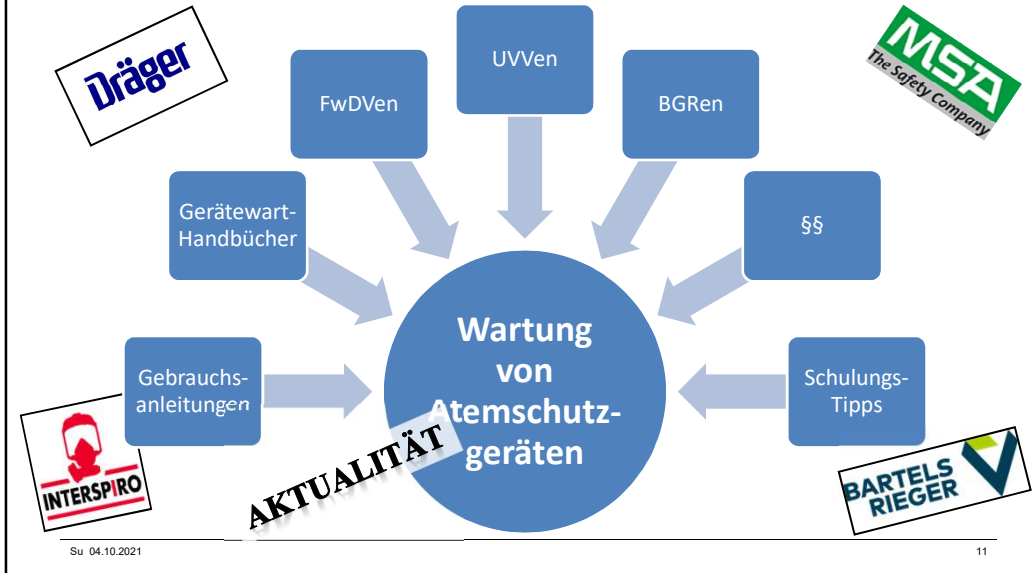 Dräger
UVVen
MSA
The Safety Company
FwDVen
BGRen
Gerätewart-
Handbücher
§§
Wartung
von
Atemschutz-
geräten
Gebrauchs-
anleitungen
Schulungs-
Tipps
AKTUALITÄT
INTERSPIRO
BARTELS
RIEGER
Su 04.10.2021
11